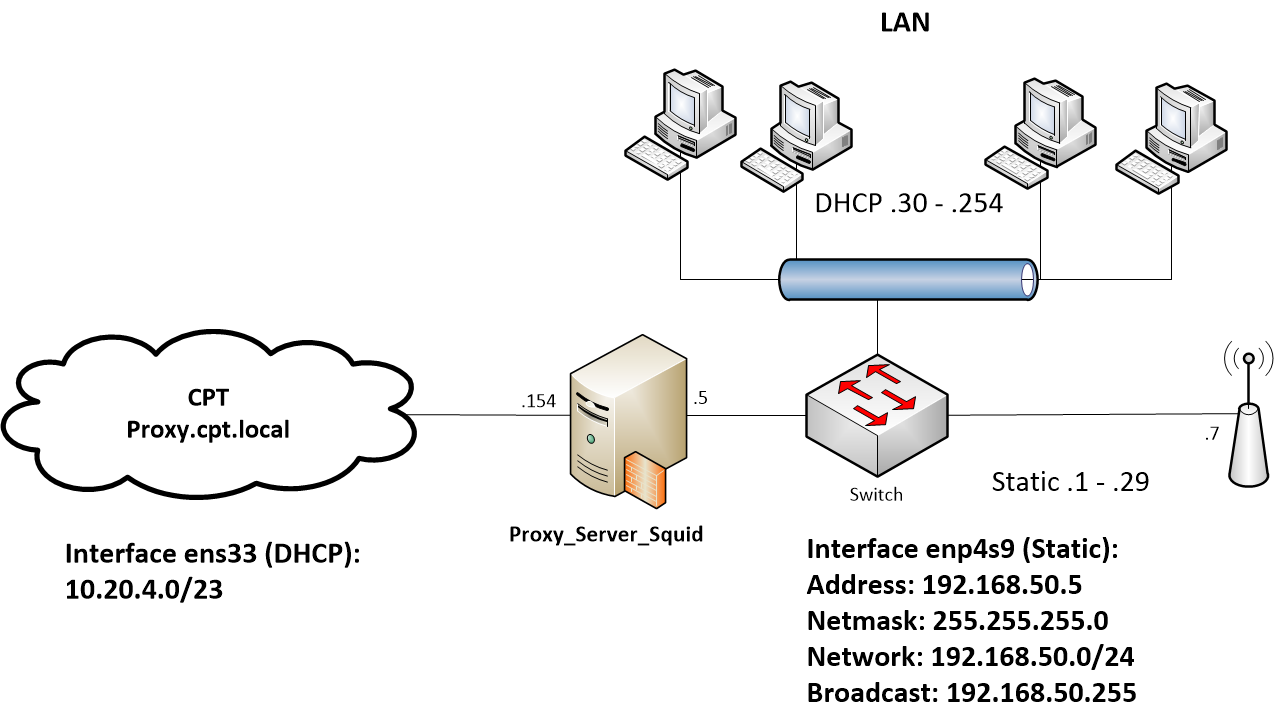 LAN
DHCP .30 - .254
CPT
Proxy.cpt.local
.154
.5
.7
Switch
Static .1 - .29
Proxy_Server_Squid
Interface ens33 (DHCP):
10.20.4.0/23
Interface enp4s9 (Static):
Address: 192.168.50.5
Netmask: 255.255.255.0
Network: 192.168.50.0/24
Broadcast: 192.168.50.255